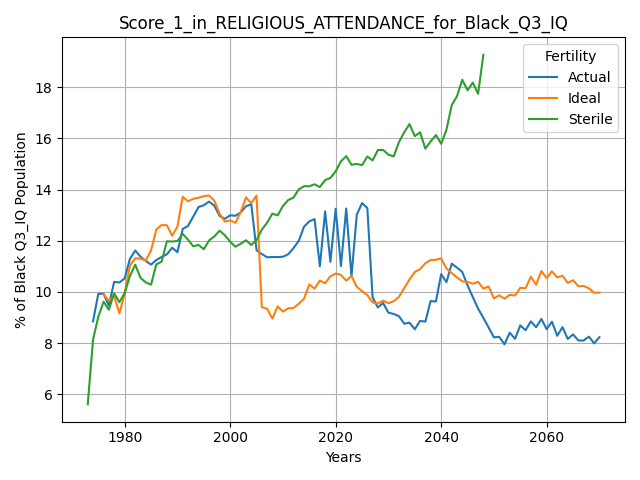 Score_1_in_RELIGIOUS_ATTENDANCE_for_Black_Q3_IQ
Fertility
Actual
Ideal
Sterile
% of Black Q3_IQ Population
18
16
14
12
10
8
6
1980 2000 2020 2040 2060
Years